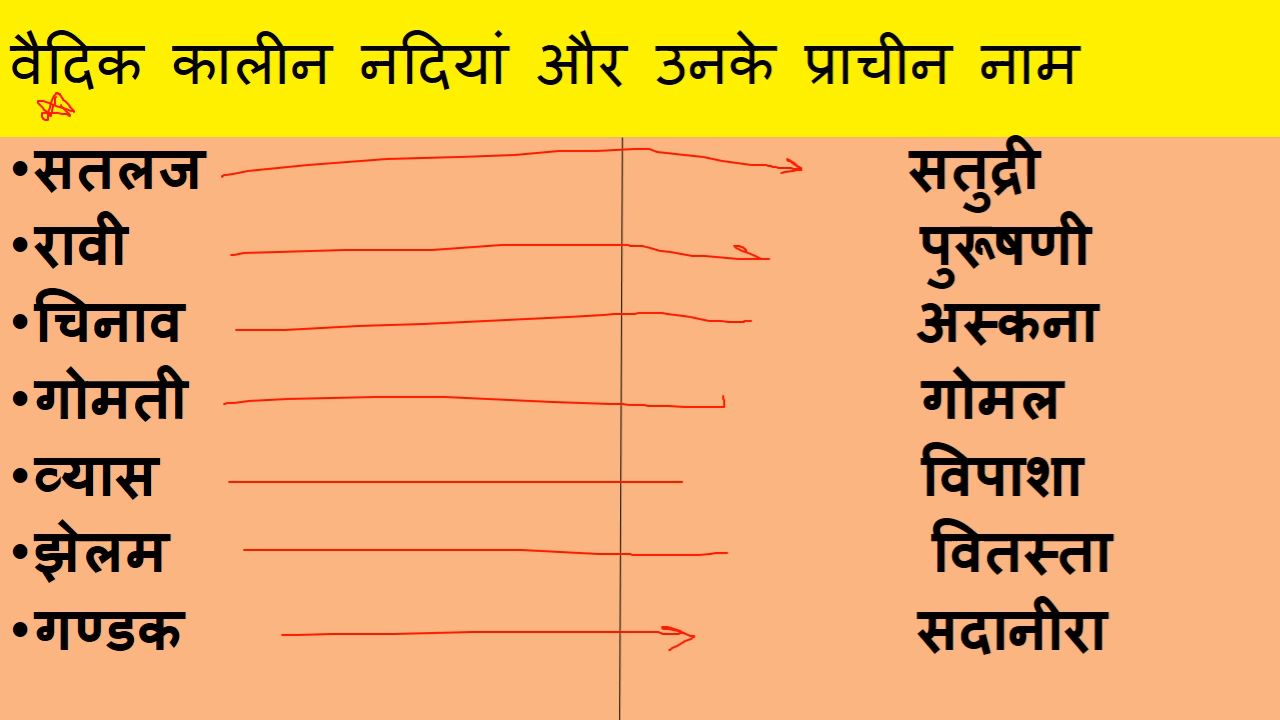 वैदिक कालीन नदियां और उनके प्राचीन नाम
•सतलज सतुद्री
•रावी पुरूषणी
•चिनाव अस्कना
•गोमती गोमल
•व्यास विपाशा
•झेलम वितस्ता
•गण्डक सदानीरा